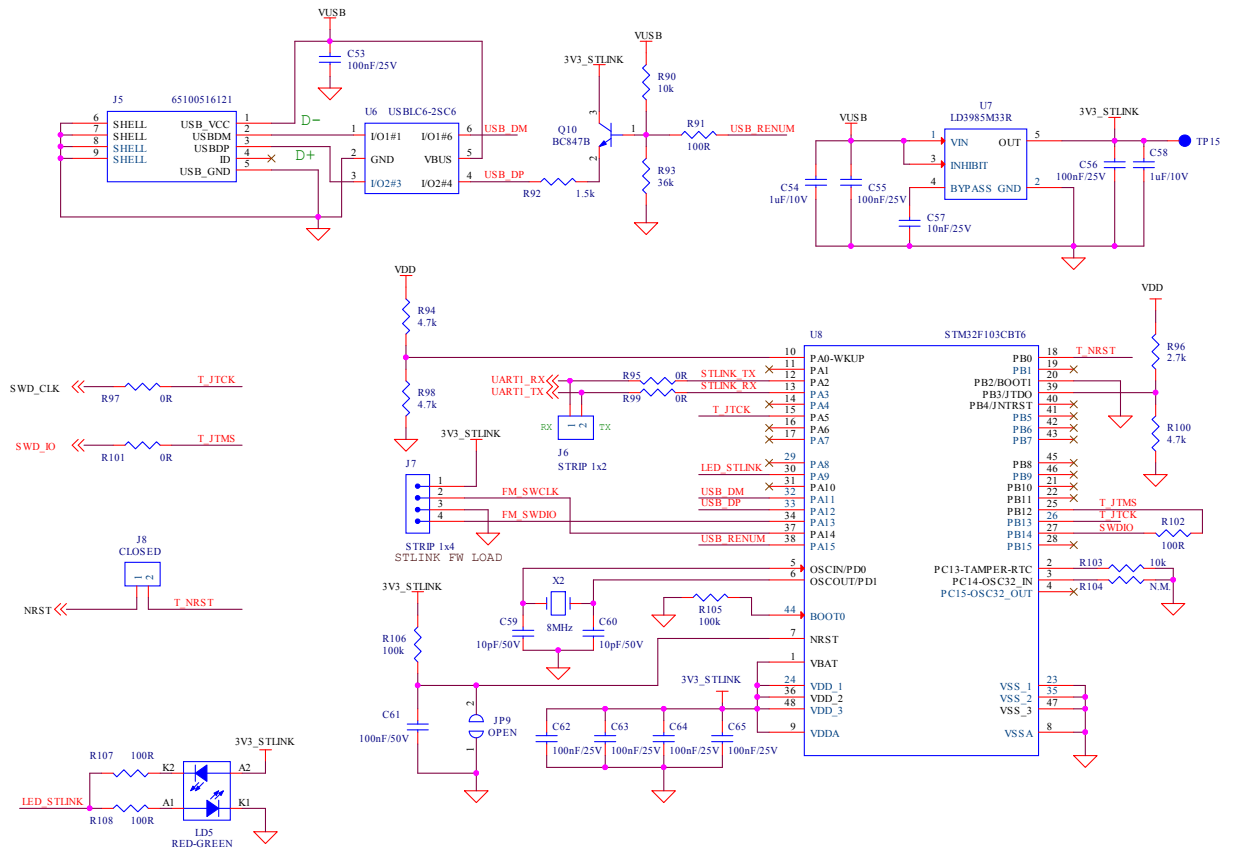 VUSB
C53
100nF/25V
J5
65100516121
6
7
8
9
SHELL
SHELL
SHELL
SHELL
USB_VCC
USBDM
USBDP
ID
USB_GND
1
2
3
4
5
D-
D+
U6
USBLC6-2SC6
1
2
3
I/O1#1
GND
I/O2#3
I/O1#6
VBUS
I/O2#4
6
5
4
USB_DM
USB_DP
R92
1.5k
3V3_STLINK
Q10
BC847B
3
2
1
VUSB
R90
10k
R91
100R
USB_RENUM
R93
36k
VUSB
C54
1uF/10V
C55
100nF/25V
C57
10nF/25V
U7
LD3985M33R
1
3
4
VIN
INHIBIT
BYPASS
GND
OUT
5
2
3V3_STLINK
C56
100nF/25V
C58
1uF/10V
TP15
SWD_CLK
R97
0R
T_JTCK
SWD_IO
R101
0R
T_JTMS
J8
CLOSED
1
2
NRST
T_NRST
LED_STLINK
R107
100R
R108
100R
K2
A1
A2
K1
LD5
RED-GREEN
3V3_STLINK
VDD
R94
4.7k
R98
4.7k
UART1_RX
UART1_TX
R95
0R
R99
0R
STLINK_TX
STLINK_RX
RX
1
2
TX
J6
STRIP 1x2
T_JTCK
3V3_STLINK
J7
1
2
3
4
FM_SWCLK
FM_SWDIO
STRIP 1x4
STLINK FW LOAD
LED_STLINK
USB_DM
USB_DP
USB_RENUM
X2
8MHz
C59
10pF/50V
C60
10pF/50V
R105
100k
3V3_STLINK
R106
100k
C61
100nF/50V
2
1
JP9
OPEN
3V3_STLINK
C62
100nF/25V
C63
100nF/25V
C64
100nF/25V
C65
100nF/25V
U8
STM32F103CBT6
10 PA0-WKUP
11 PA1
12 PA2
13 PA3
14 PA4
15 PA5
16 PA6
17 PA7
29 PA8
30 PA9
31 PA10
32 PA11
33 PA12
34 PA13
37 PA14
38 PA15
5 OSCIN/PD0
6 OSCOUT/PD1
44 BOOT0
7 NRST
1 VBAT
24 VDD_1
36 VDD_2
48 VDD_3
9 VDDA
PB0 18
PB1 19
PB2/BOOT1 20
PB3/JTDO 39
PB4/JNTRST 40
PB5 41
PB6 42
PB7 43
PB8 45
PB9 46
PB10 21
PB11 22
PB12 25
PB13 26
PB14 27
PB15 28
PC13-TAMPER-RTC 2
PC14-OSC32_IN 3
PC15-OSC32_OUT 4
VSS_1 23
VSS_2 35
VSS_3 47
VSSA 8
T_NRST
VDD
R96
2.7k
R100
4.7k
T_JTMS
T_JTCK
SWDIO
R102
100R
R103
10k
R104
N.M.